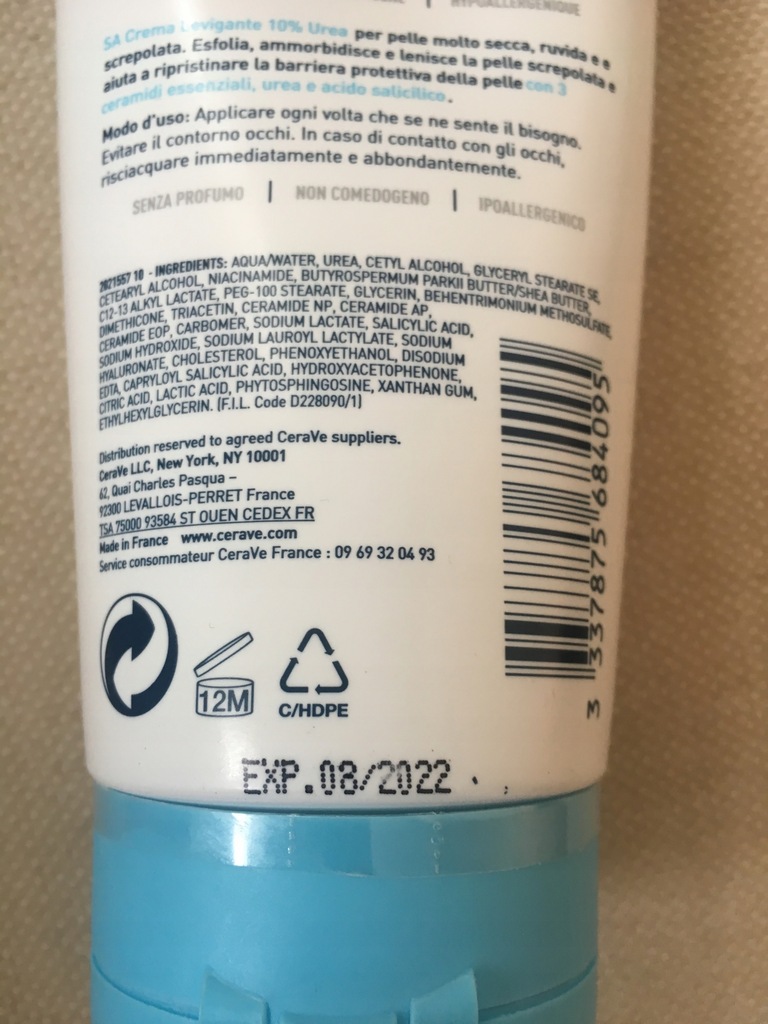 HYPOALLERGENIQUE
SA Crema Levigante 10% Urea per pelle molto secca, ruvida e e
screpolata. Esfolia, ammorbidisce e lenisce la pelle screpolata e
aiuta a ripristinare la barriera protettiva della pelle con 3
ceramidi essenziali, urea e acido salicilico.
Modo d'uso: Applicare ogni volta che se ne sente il bisogno.
Evitare il contorno occhi. In caso di contatto con gli occhi,
risciacquare immediatamente e abbondantemente.
SENZA PROFUMO | NON COMEDOGENO | IPOALLERGENICO
2021557 10 - INGREDIENTS: AQUA/WATER, UREA, CETYL ALCOHOL, GLYCERYL STEARATE SE,
CETEARYL ALCOHOL, NIACINAMIDE, BUTYROSPERMUM PARKII BUTTER/SHEA BUTTER,
C12-13 ALKYL LACTATE, PEG-100 STEARATE, GLYCERIN, BEHENTRIMONIUM METHOSULFATE,
DIMETHICONE, TRIACETIN, CERAMIDE NP, CERAMIDE AP,
CERAMIDE EOP, CARBOMER, SODIUM LACTATE, SALICYLIC ACID,
SODIUM HYDROXIDE, SODIUM LAUROYL LACTYLATE, SODIUM
HYALURONATE, CHOLESTEROL, PHENOXYETHANOL, DISODIUM
EDTA, CAPRYLOYL SALICYLIC ACID, HYDROXYACETOPHENONE,
CITRIC ACID, LACTIC ACID, PHYTOSPHINGOSINE, XANTHAN GUM,
ETHYLHEXYLGLYCERIN. (F.I.L. Code D228090/1)
Distribution reserved to agreed CeraVe suppliers.
CeraVe LLC, New York, NY 10001
62, Quai Charles Pasqua –
92300 LEVALLOIS-PERRET France
TSA 75000 93584 ST OUEN CEDEX FR
Made in France www.cerave.com
Service consommateur CeraVe France : 09 69 32 04 93
3 337875 684095
12M
C/HDPE
EXP.08/2022